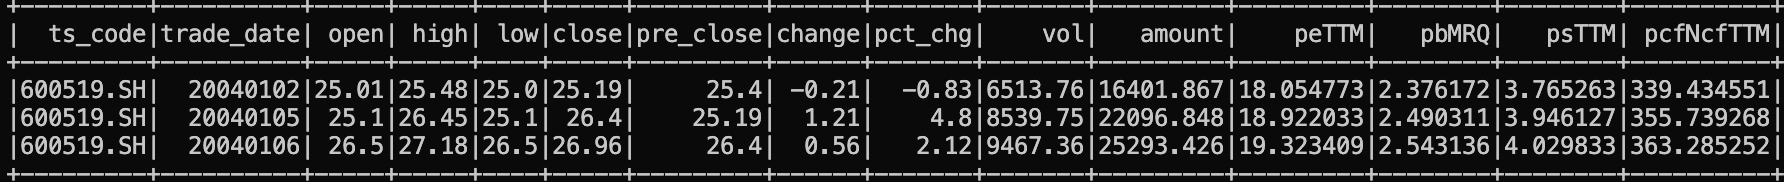 +---------+----------+-----+-----+----+-----+---------+------+-------+-------+---------+---------+--------+--------+----------+
|  ts_code|trade_date| open| high| low|close|pre_close|change|pct_chg|    vol|   amount|    peTTM|   pbMRQ|   psTTM| pcfNcfTTM|
+---------+----------+-----+-----+----+-----+---------+------+-------+-------+---------+---------+--------+--------+----------+
|600519.SH|  20040102|25.01|25.48|25.0|25.19|     25.4| -0.21|  -0.83|6513.76|16401.867|18.054773|2.376172|3.765263|339.434551|
|600519.SH|  20040105| 25.1|26.45|25.1| 26.4|    25.19|  1.21|    4.8|8539.75|22096.848|18.922033|2.490311|3.946127|355.739268|
|600519.SH|  20040106| 26.5|27.18|26.5|26.96|     26.4|  0.56|   2.12|9467.36|25293.426|19.323409|2.543136|4.029833|363.285252|
+---------+----------+-----+-----+----+-----+---------+------+-------+-------+---------+---------+--------+--------+----------+